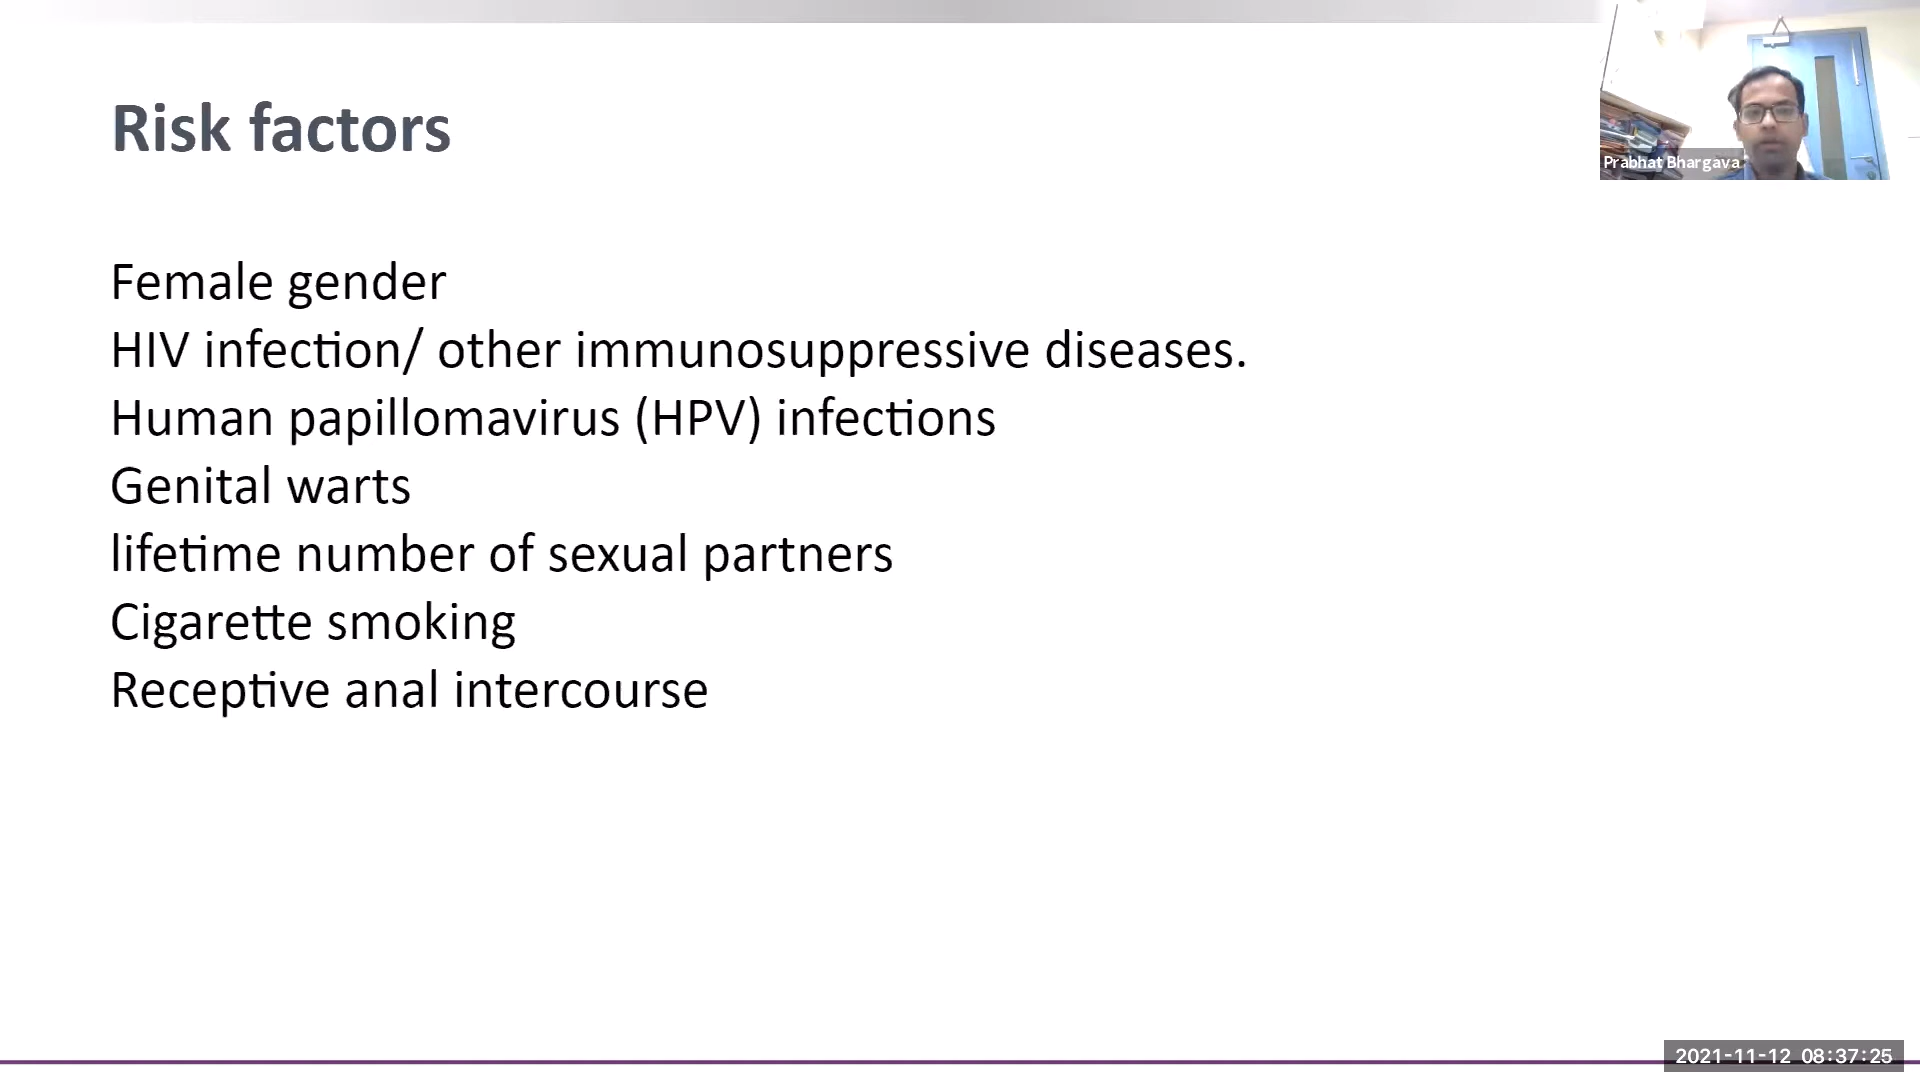 Risk factors
Prabhat Bhargava
Female gender
HIV infection/ other immunosuppressive diseases.
Human papillomavirus (HPV) infections
Genital warts
lifetime number of sexual partners
Cigarette smoking
Receptive anal intercourse
2021-11-12 08:37:25